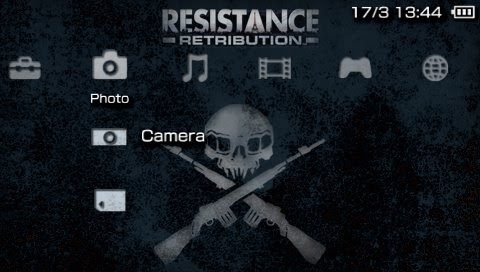 RESISTANCE
RETRIBUTION
17/3 13:44
Photo
Camera